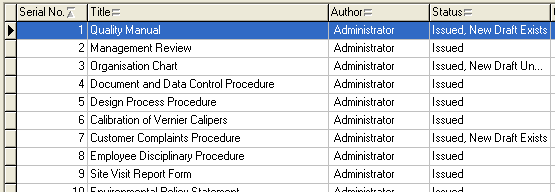 Serial No. Title Author Status
1 Quality Manual Administrator Issued, New Draft Exists
2 Management Review Administrator Issued
3 Organisation Chart Administrator Issued, New Draft Un...
4 Document and Data Control Procedure Administrator Issued
5 Design Process Procedure Administrator Issued
6 Calibration of Vernier Calipers Administrator Issued
7 Customer Complaints Procedure Administrator Issued, New Draft Exists
8 Employee Disciplinary Procedure Administrator Issued
9 Site Visit Report Form Administrator Issued
10 Environmental Policy Statement Administrator Issued